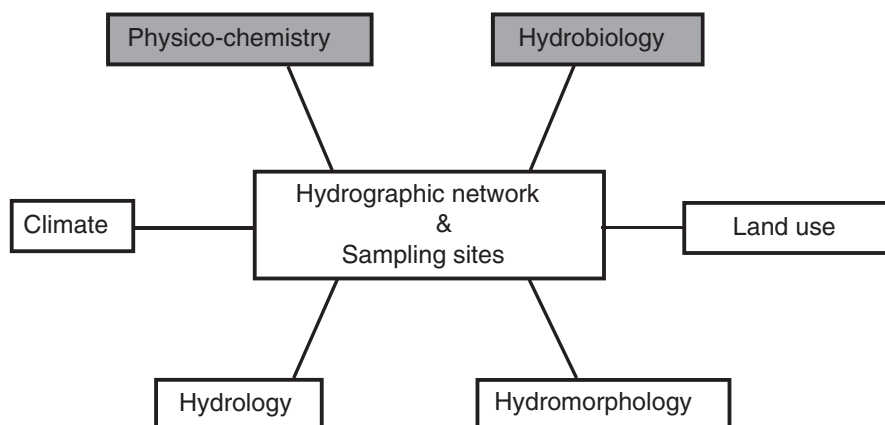 Physico-chemistry
Hydrobiology
Hydrographic network
&
Sampling sites
Climate
Land use
Hydrology
Hydromorphology